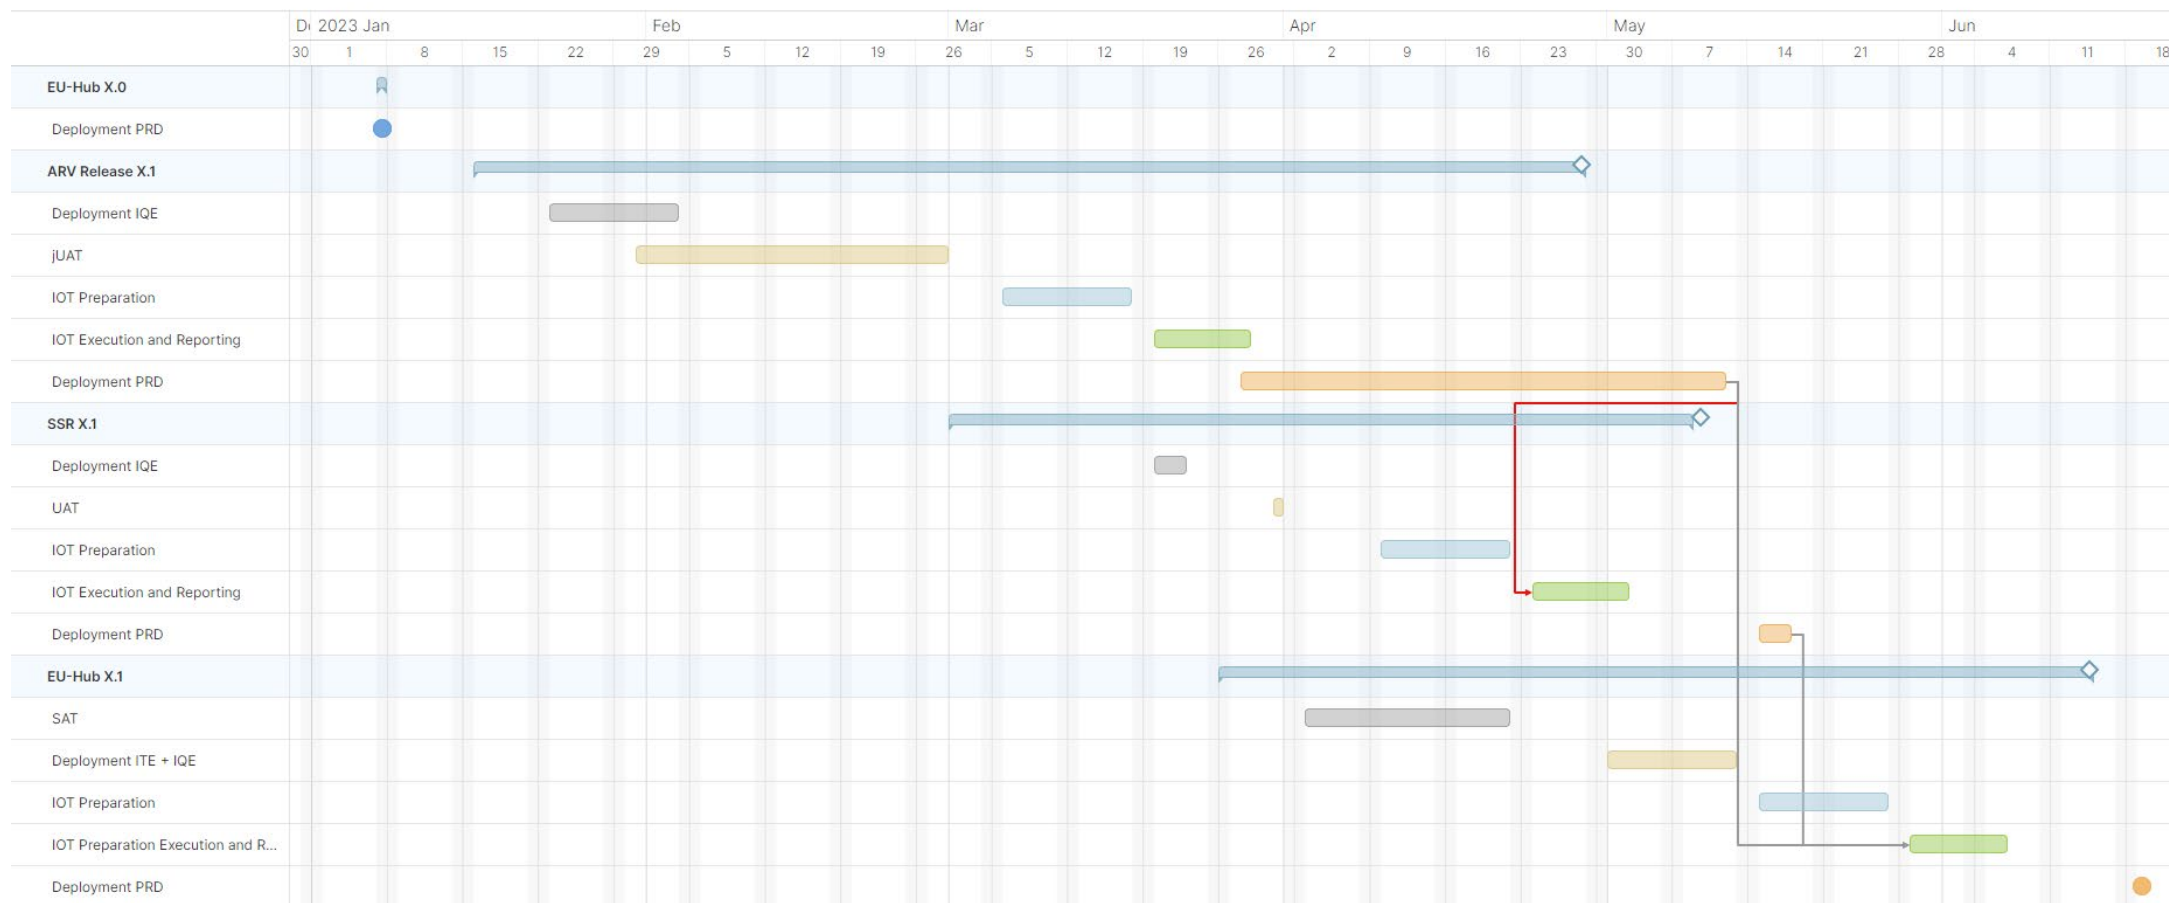 De 2023 Jan Feb Mar Apr May Jun
30 1 8 15 22 29 5 12 19 26 5 12 19 26 2 9 16 23 30 7 14 21 28 4 11 18
EU-Hub X.0
Deployment PRD
ARV Release X.1
Deployment IQE
jUAT
IOT Preparation
IOT Execution and Reporting
Deployment PRD
SSR X.1
Deployment IQE
UAT
IOT Preparation
IOT Execution and Reporting
Deployment PRD
EU-Hub X.1
SAT
Deployment ITE + IQE
IOT Preparation
IOT Preparation Execution and R...
Deployment PRD